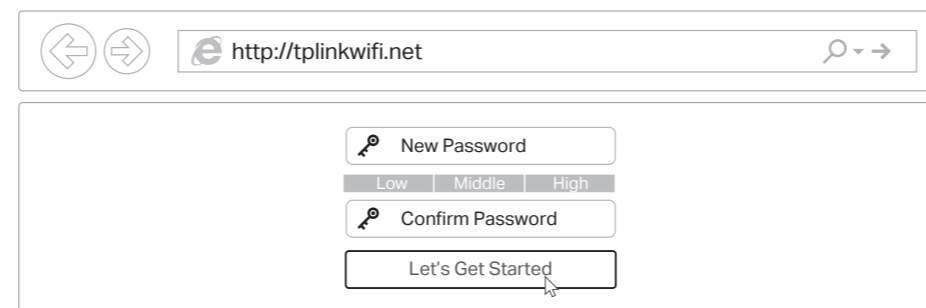 http://tplinkwifi.net
New Password
Low Middle High
Confirm Password
Let's Get Started